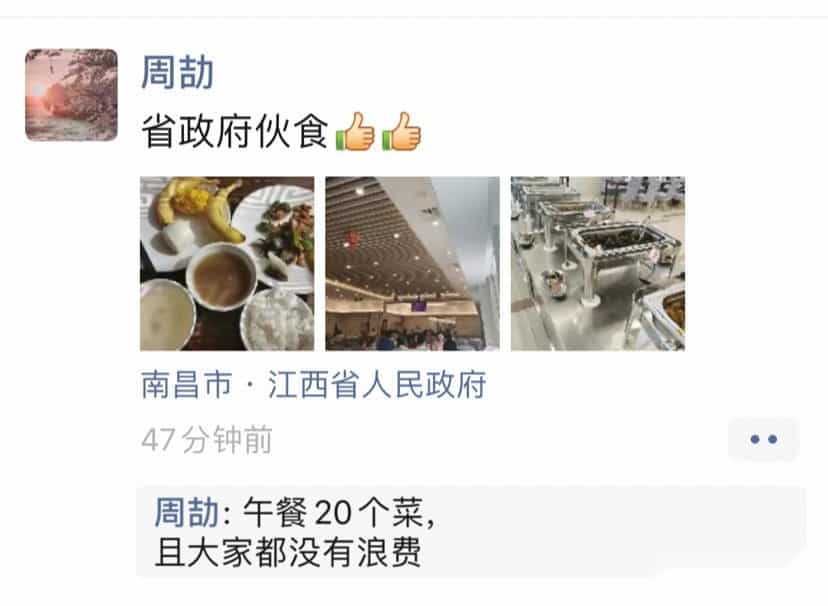 周劼
省政府伙食👍👍
南昌市 · 江西省人民政府
47分钟前
周劼: 午餐20个菜，
且大家都没有浪费